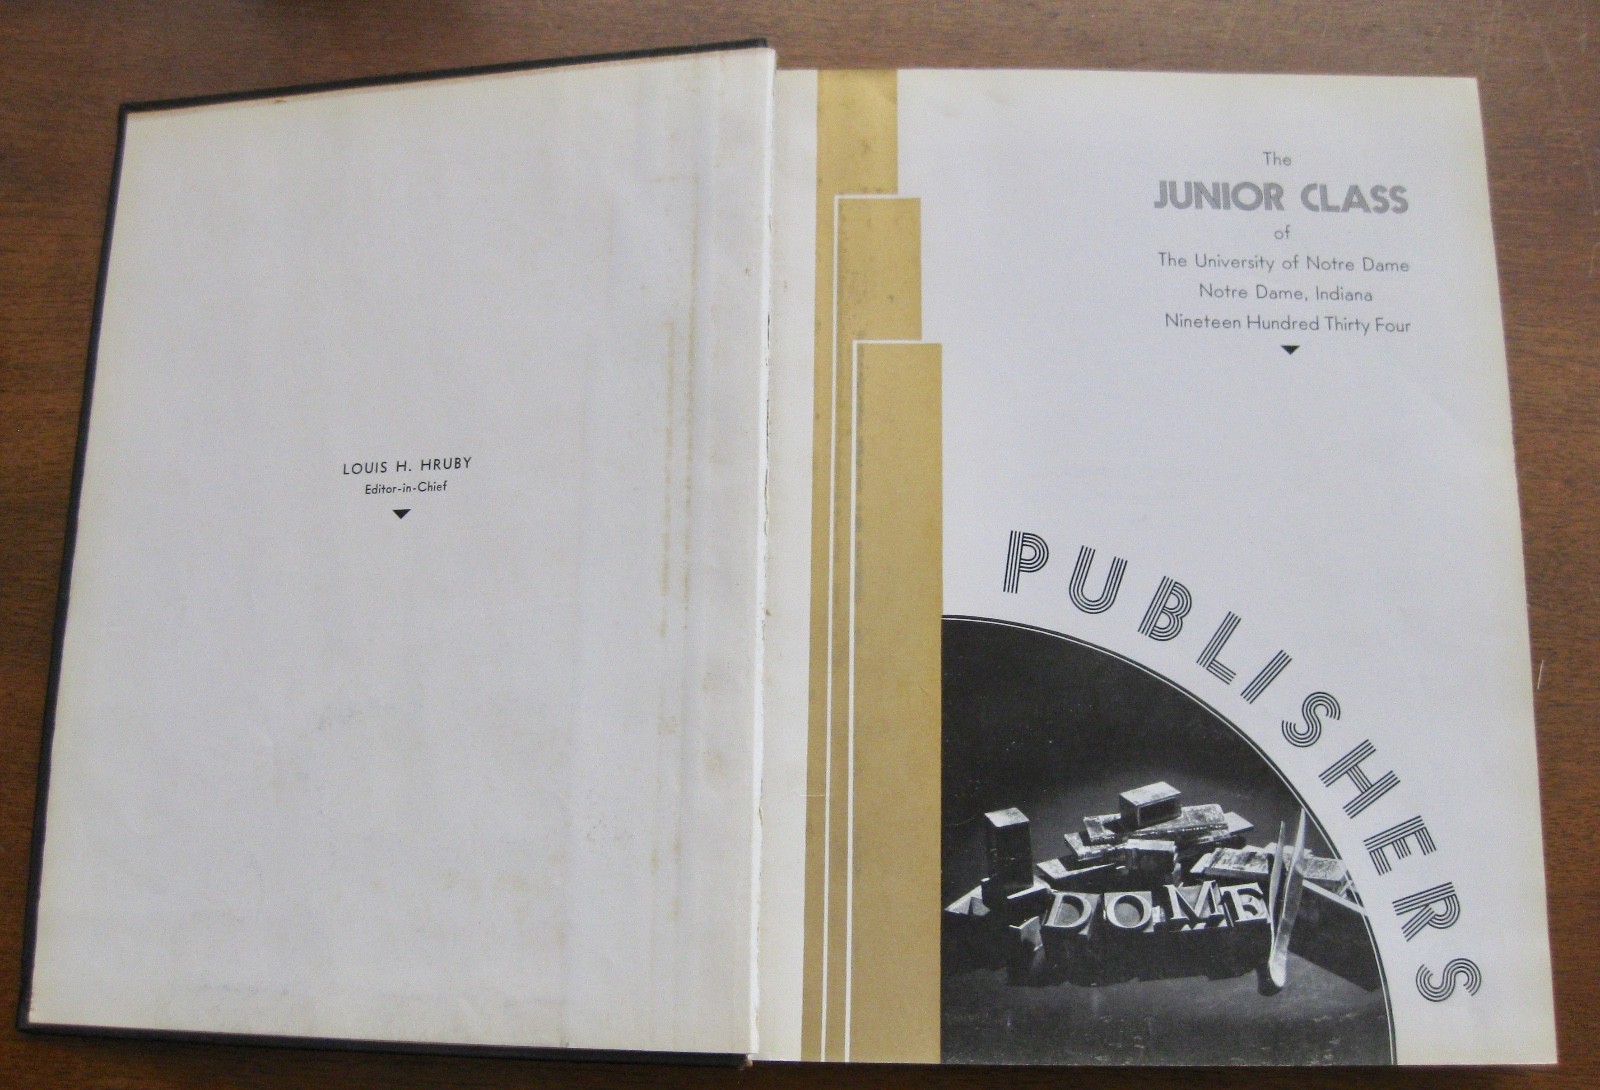 LOUIS H. HRUBY
Editor-in-Chief
The
JUNIOR CLASS
of
The University of Notre Dame
Notre Dame, Indiana
Nineteen Hundred Thirty Four
PUBLISHERS
DOME